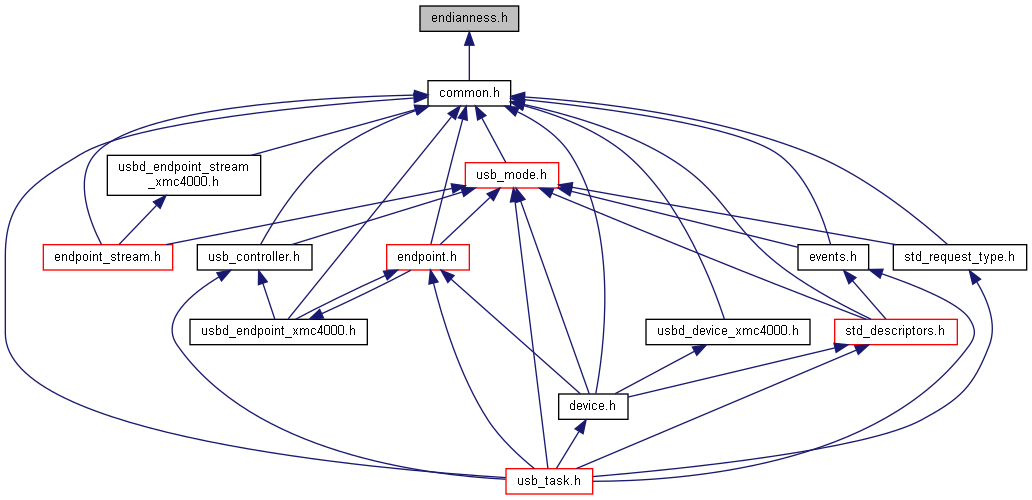 endianness.h
common.h
usbd_endpoint_stream
_xmc4000.h
usb_mode.h
endpoint_stream.h
usb_controller.h
endpoint.h
events.h
std_request_type.h
usbd_endpoint_xmc4000.h
usbd_device_xmc4000.h
std_descriptors.h
device.h
usb_task.h